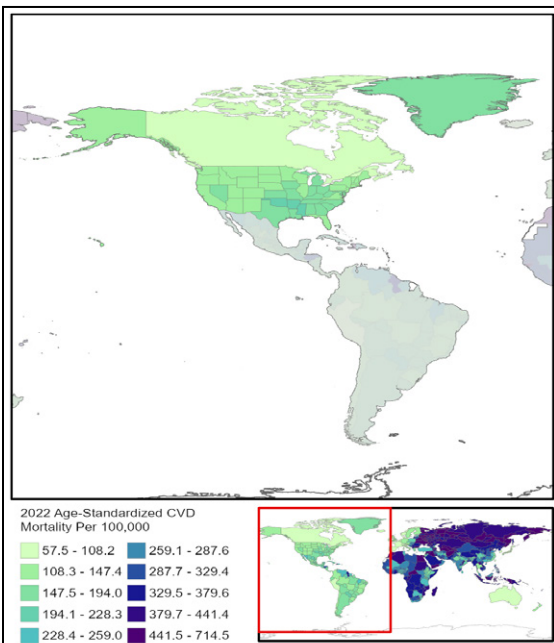 2022 Age-Standardized CVD
Mortality Per 100,000
57.5 - 108.2
259.1 - 287.6
108.3 - 147.4
287.7 - 329.4
147.5 - 194.0
329.5 - 379.6
194.1 - 228.3
379.7 - 441.4
228.4 - 259.0
441.5 - 714.5